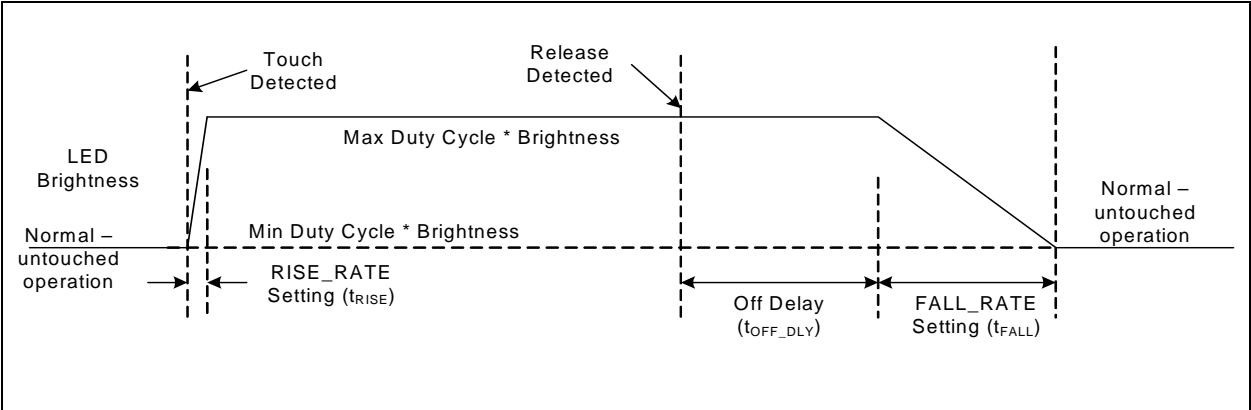 Touch
Detected
Release
Detected
Max Duty Cycle * Brightness
LED
Brightness
Normal –
untouched
operation
Min Duty Cycle * Brightness
Normal –
untouched
operation
RISE_RATE
Setting (tRISE)
Off Delay
(tOFF_DLY)
FALL_RATE
Setting (tFALL)